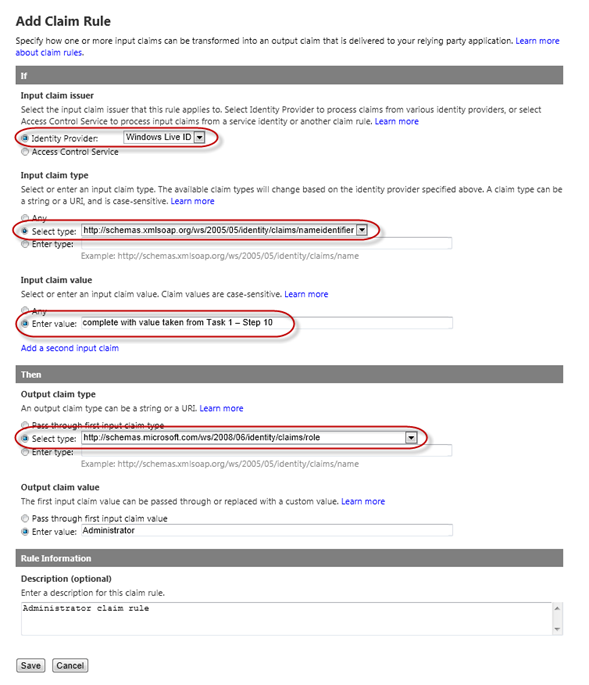 Add Claim Rule
Specify how one or more input claims can be transformed into an output claim that is delivered to your relying party application. Learn more
about claim rules.
If
Input claim issuer
Select the input claim issuer that this rule applies to. Select Identity Provider to process claims from various identity providers, or select
Access Control Service to process input claims from a service identity or another claim rule. Learn more
Identity Provider: Windows Live ID
Access Control Service
Input claim type
Select or enter an input claim type. The available claim types will change based on the identity provider specified above. A claim type can be
a string or a URI, and is case-sensitive. Learn more
Any
Select type: http://schemas.xmlsoap.org/ws/2005/05/identity/claims/nameidentifier
Enter type:
Example: http://schemas.xmlsoap.org/ws/2005/05/identity/claims/name
Input claim value
Select or enter an input claim value. Claim values are case-sensitive. Learn more
Any
Enter value: complete with value taken from Task 1 – Step 10
Add a second input claim
Then
Output claim type
An output claim type can be a string or a URI. Learn more
Pass through first input claim type
Select type: http://schemas.microsoft.com/ws/2008/06/identity/claims/role
Enter type:
Example: http://schemas.xmlsoap.org/ws/2005/05/identity/claims/name
Output claim value
The first input claim value can be passed through or replaced with a custom value. Learn more
Pass through first input claim value
Enter value: Administrator
Rule Information
Description (optional)
Enter a description for this claim rule.
Administrator claim rule
Save Cancel